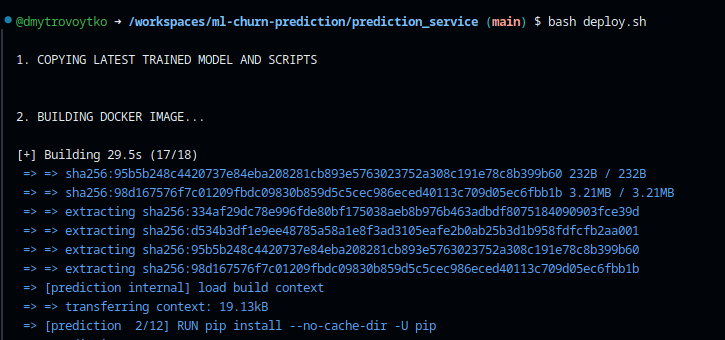 @dmytrovoytko → /workspaces/ml-churn-prediction/prediction_service (main) $ bash deploy.sh
1. COPYING LATEST TRAINED MODEL AND SCRIPTS
2. BUILDING DOCKER IMAGE...
[+] Building 29.5s (17/18)
=> => sha256:95b5b248c4420737e84eba208281cb893e5763023752a308c191e78c8b399b60 232B / 232B
=> => sha256:98d167576f7c01209fbdc09830b859d5c5cec986eced40113c709d05ec6fbb1b 3.21MB / 3.21MB
=> => extracting sha256:334af29dc78e996fde80bf175038aeb8b976b463adbdf8075184090903fce39d
=> => extracting sha256:d534b3df1e9ee48785a58a1e8f3ad3105eafe2b0ab25b3d1b958fdfcfb2aa001
=> => extracting sha256:95b5b248c4420737e84eba208281cb893e5763023752a308c191e78c8b399b60
=> => extracting sha256:98d167576f7c01209fbdc09830b859d5c5cec986eced40113c709d05ec6fbb1b
=> [prediction internal] load build context
=> => transferring context: 19.13kB
=> [prediction  2/12] RUN pip install --no-cache-dir -U pip